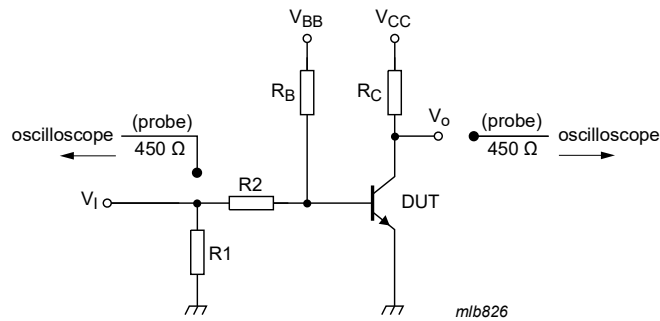 VBB
VCC
RB
RC
Vo
(probe)
450 Ω
oscilloscope
(probe)
450 Ω
oscilloscope
R2
VI
DUT
R1
mlb826